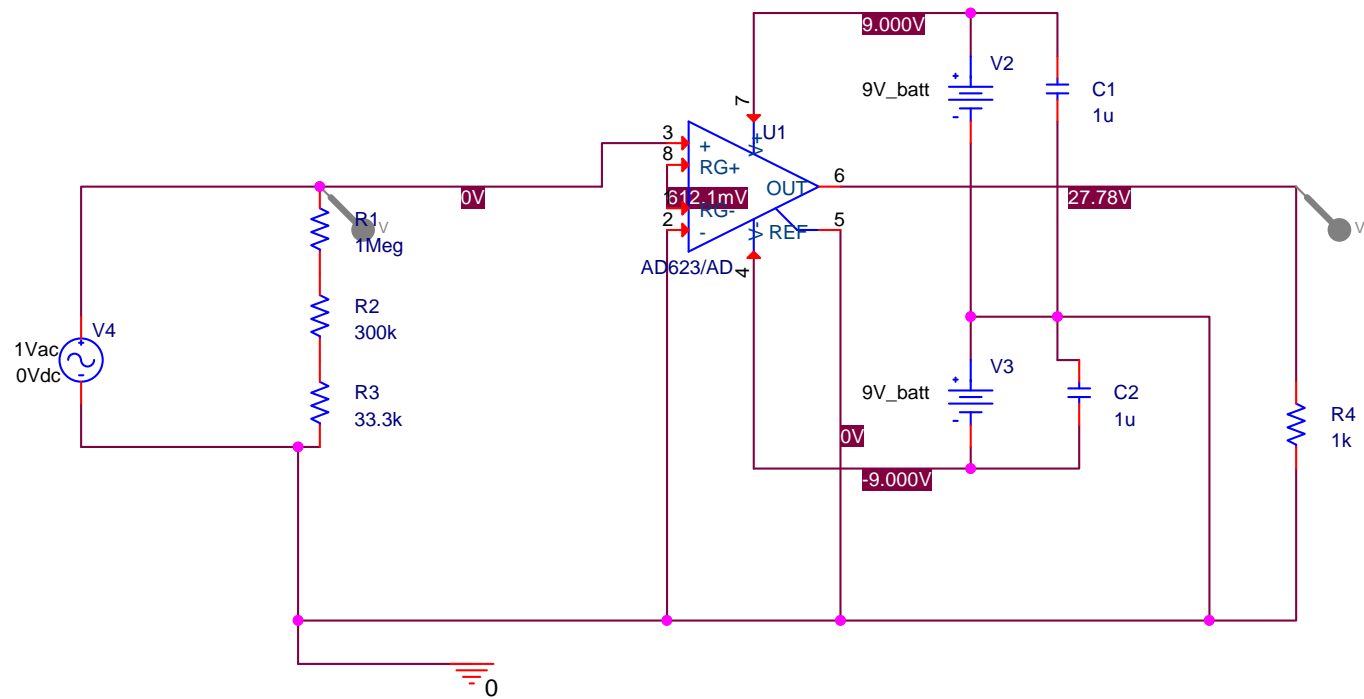 9.000V
V2
9V_batt
C1
1u
7
U1
V+
3
+
8
RG+
612.1mV
OUT
6
27.78V
0V
V
R1
1Meg
RG-
2
-
V-
REF
5
V
AD623/AD
4
R2
300k
V4
1Vac
0Vdc
V3
9V_batt
C2
1u
R3
33.3k
R4
1k
0V
-9.000V
0